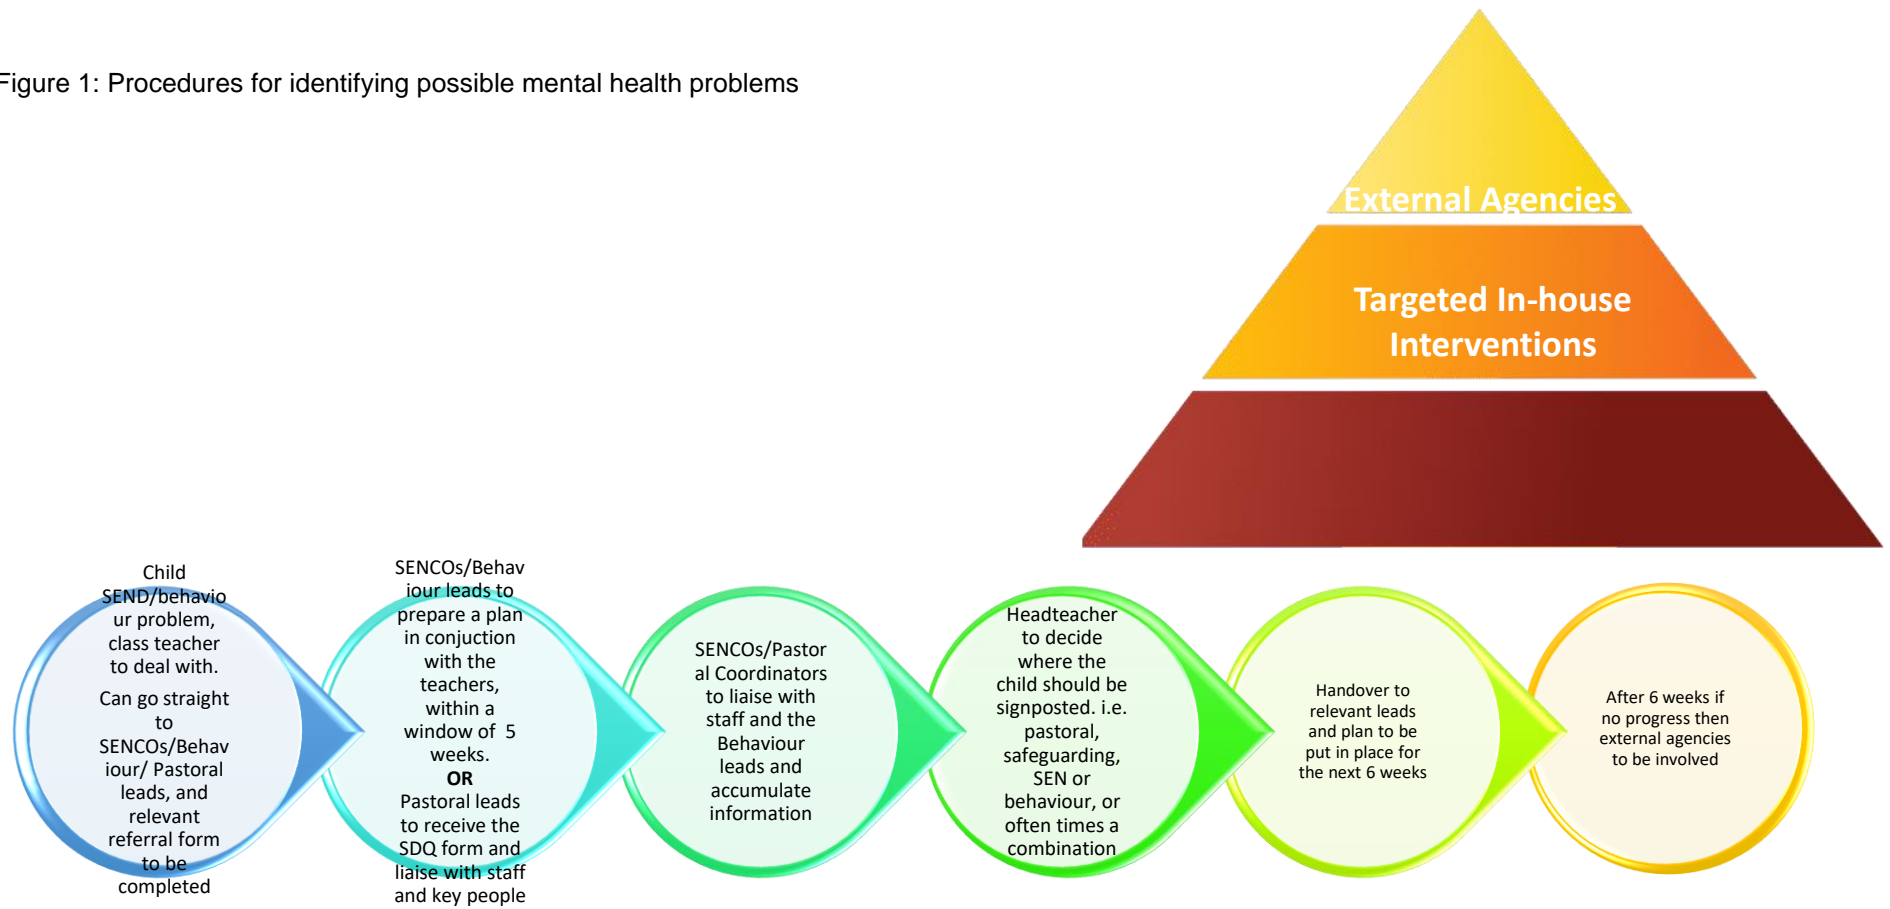 Figure 1: Procedures for identifying possible mental health problems
External Agencies
Targeted In-house
Interventions
Child
SEND/behavio
ur problem,
class teacher
to deal with.
Can go straight
to
SENCOs/Behav
iour/ Pastoral
leads, and
relevant
referral form
to be
completed
SENCOs/Behav
iour leads to
prepare a plan
in conjuction
with the
teachers,
within a
window of 5
weeks.
OR
Pastoral leads
to receive the
SDQ form and
liaise with staff
and key people
SENCOs/Pastor
al Coordinators
to liaise with
staff and the
Behaviour
leads and
accumulate
information
Headteacher
to decide
where the
child should be
signposted. i.e.
pastoral,
safeguarding,
SEN or
behaviour, or
often times a
combination
Handover to
relevant leads
and plan to be
put in place for
the next 6 weeks
After 6 weeks if
no progress then
external agencies
to be involved